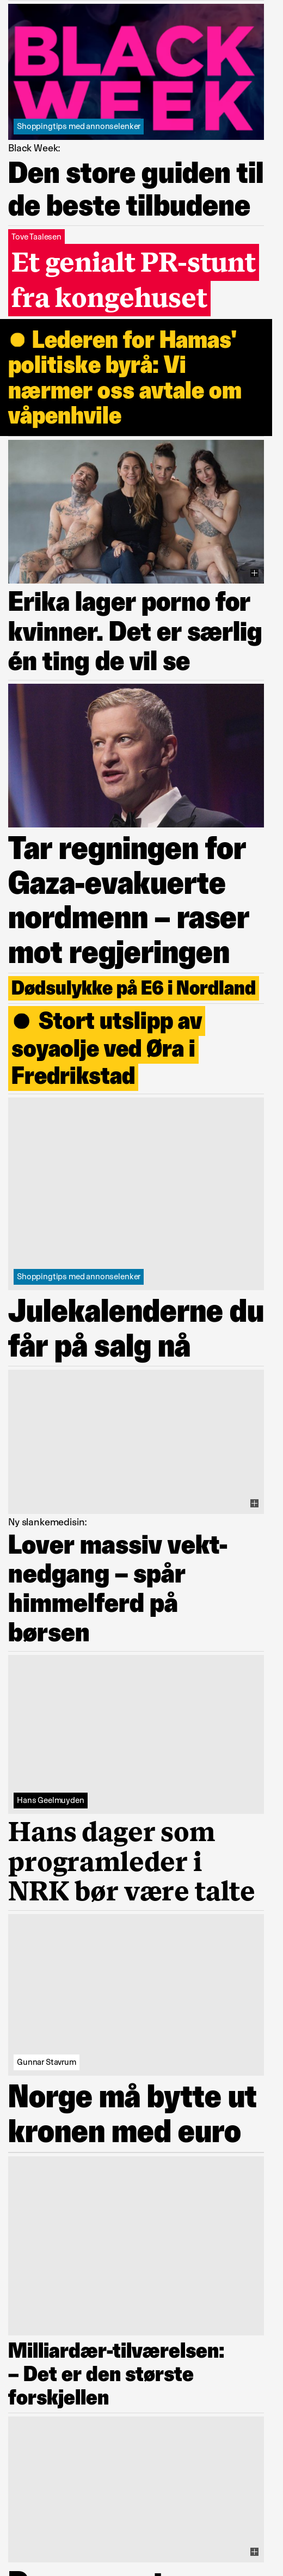 BLACK
WEEK
Shoppingtips med annonselenker
Black Week:
Den store guiden til
de beste tilbudene
Tove Taalesen
Et genialt PR-stunt
fra kongehuset
Lederen for Hamas'
politiske byrå: Vi
nærmer oss avtale om
våpenhvile
Erika lager porno for
kvinner. Det er særlig
én ting de vil se
Tar regningen for
Gaza-evakuerte
nordmenn – raser
mot regjeringen
Dødsulykke på E6 i Nordland
Stort utslipp av
soyaolje ved Øra i
Fredrikstad
Shoppingtips med annonselenker
Julekalenderne du
får på salg nå
Ny slankemedisin:
Lover massiv vekt-
nedgang – spår
himmelferd på
børsen
Hans Geelmuyden
Hans dager som
programleder i
NRK bør være talte
Gunnar Stavrum
Norge må bytte ut
kronen med euro
Milliardær-tilværelsen:
– Det er den største
forskjellen